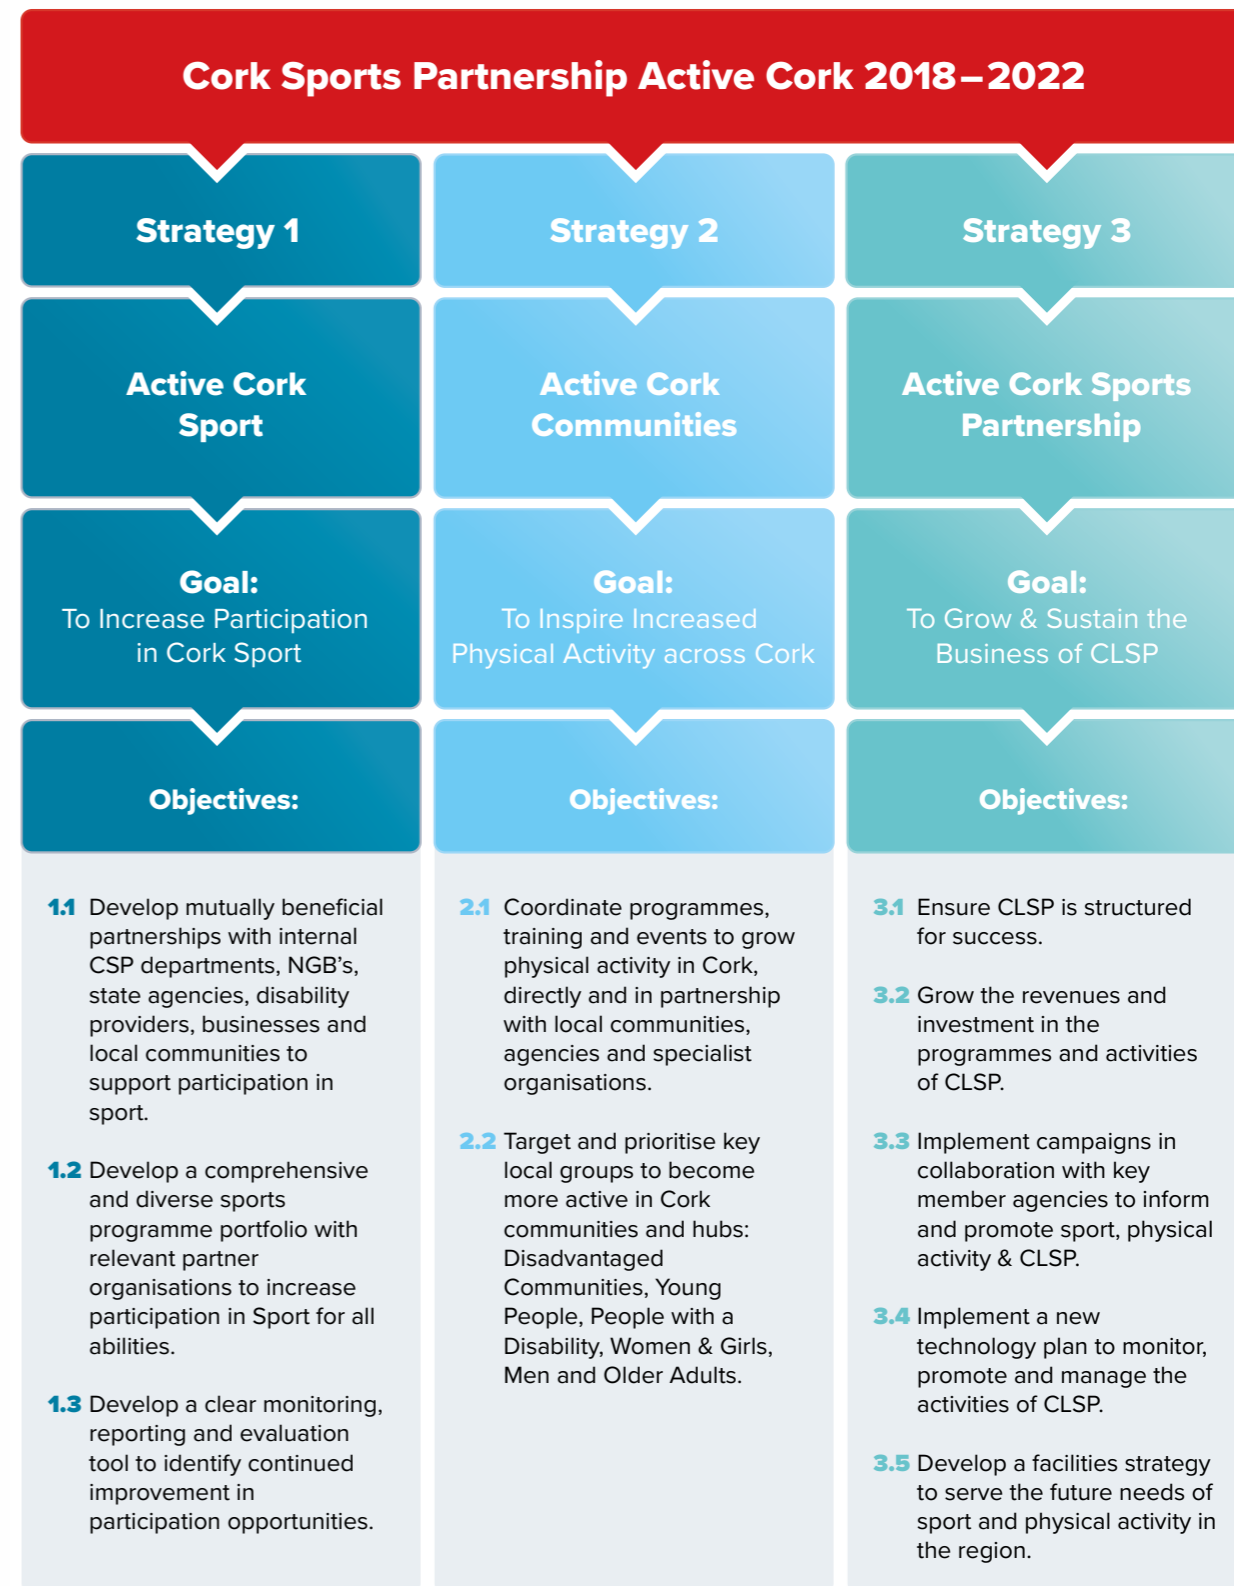 Cork Sports Partnership Active Cork 2018–2022
Strategy 1
Active Cork
Sport
Goal:
To Increase Participation
in Cork Sport
Objectives:
1.1 Develop mutually beneficial
partnerships with internal
CSP departments, NGB’s,
state agencies, disability
providers, businesses and
local communities to
support participation in
sport.
1.2 Develop a comprehensive
and diverse sports
programme portfolio with
relevant partner
organisations to increase
participation in Sport for all
abilities.
1.3 Develop a clear monitoring,
reporting and evaluation
tool to identify continued
improvement in
participation opportunities.
Strategy 2
Active Cork
Communities
Goal:
To Inspire Increased
Physical Activity across Cork
Objectives:
2.1 Coordinate programmes,
training and events to grow
physical activity in Cork,
directly and in partnership
with local communities,
agencies and specialist
organisations.
2.2 Target and prioritise key
local groups to become
more active in Cork
communities and hubs:
Disadvantaged
Communities, Young
People, People with a
Disability, Women & Girls,
Men and Older Adults.
Strategy 3
Active Cork Sports
Partnership
Goal:
To Grow & Sustain the
Business of CLSP
Objectives:
3.1 Ensure CLSP is structured
for success.
3.2 Grow the revenues and
investment in the
programmes and activities
of CLSP.
3.3 Implement campaigns in
collaboration with key
member agencies to inform
and promote sport, physical
activity & CLSP.
3.4 Implement a new
technology plan to monitor,
promote and manage the
activities of CLSP.
3.5 Develop a facilities strategy
to serve the future needs of
sport and physical activity in
the region.